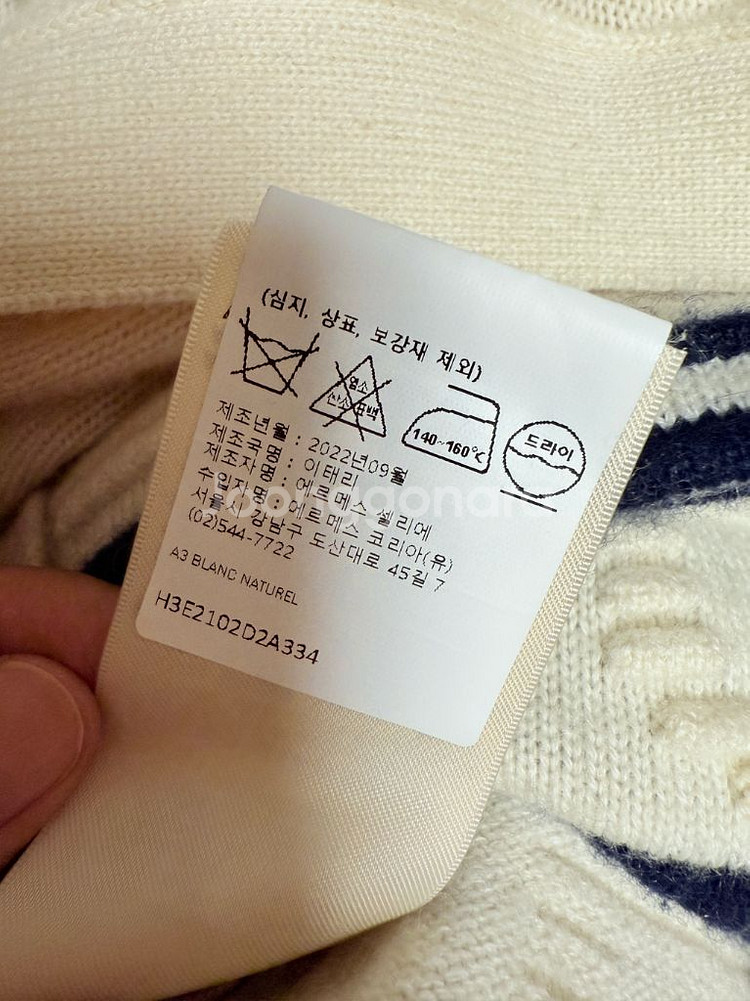 (심지, 상표, 보강재 제외)
염소
산소 표백
140~160℃
드라이
제조년월 : 2022년09월
제조국명 : 이태리
제조자명 : 에르메스 셀리에
수입자명 : 에르메스 코리아(유)
서울시 강남구 도산대로 45길 7
(02)544-7722
A3 BLANC NATUREL
H3E2102D2A334